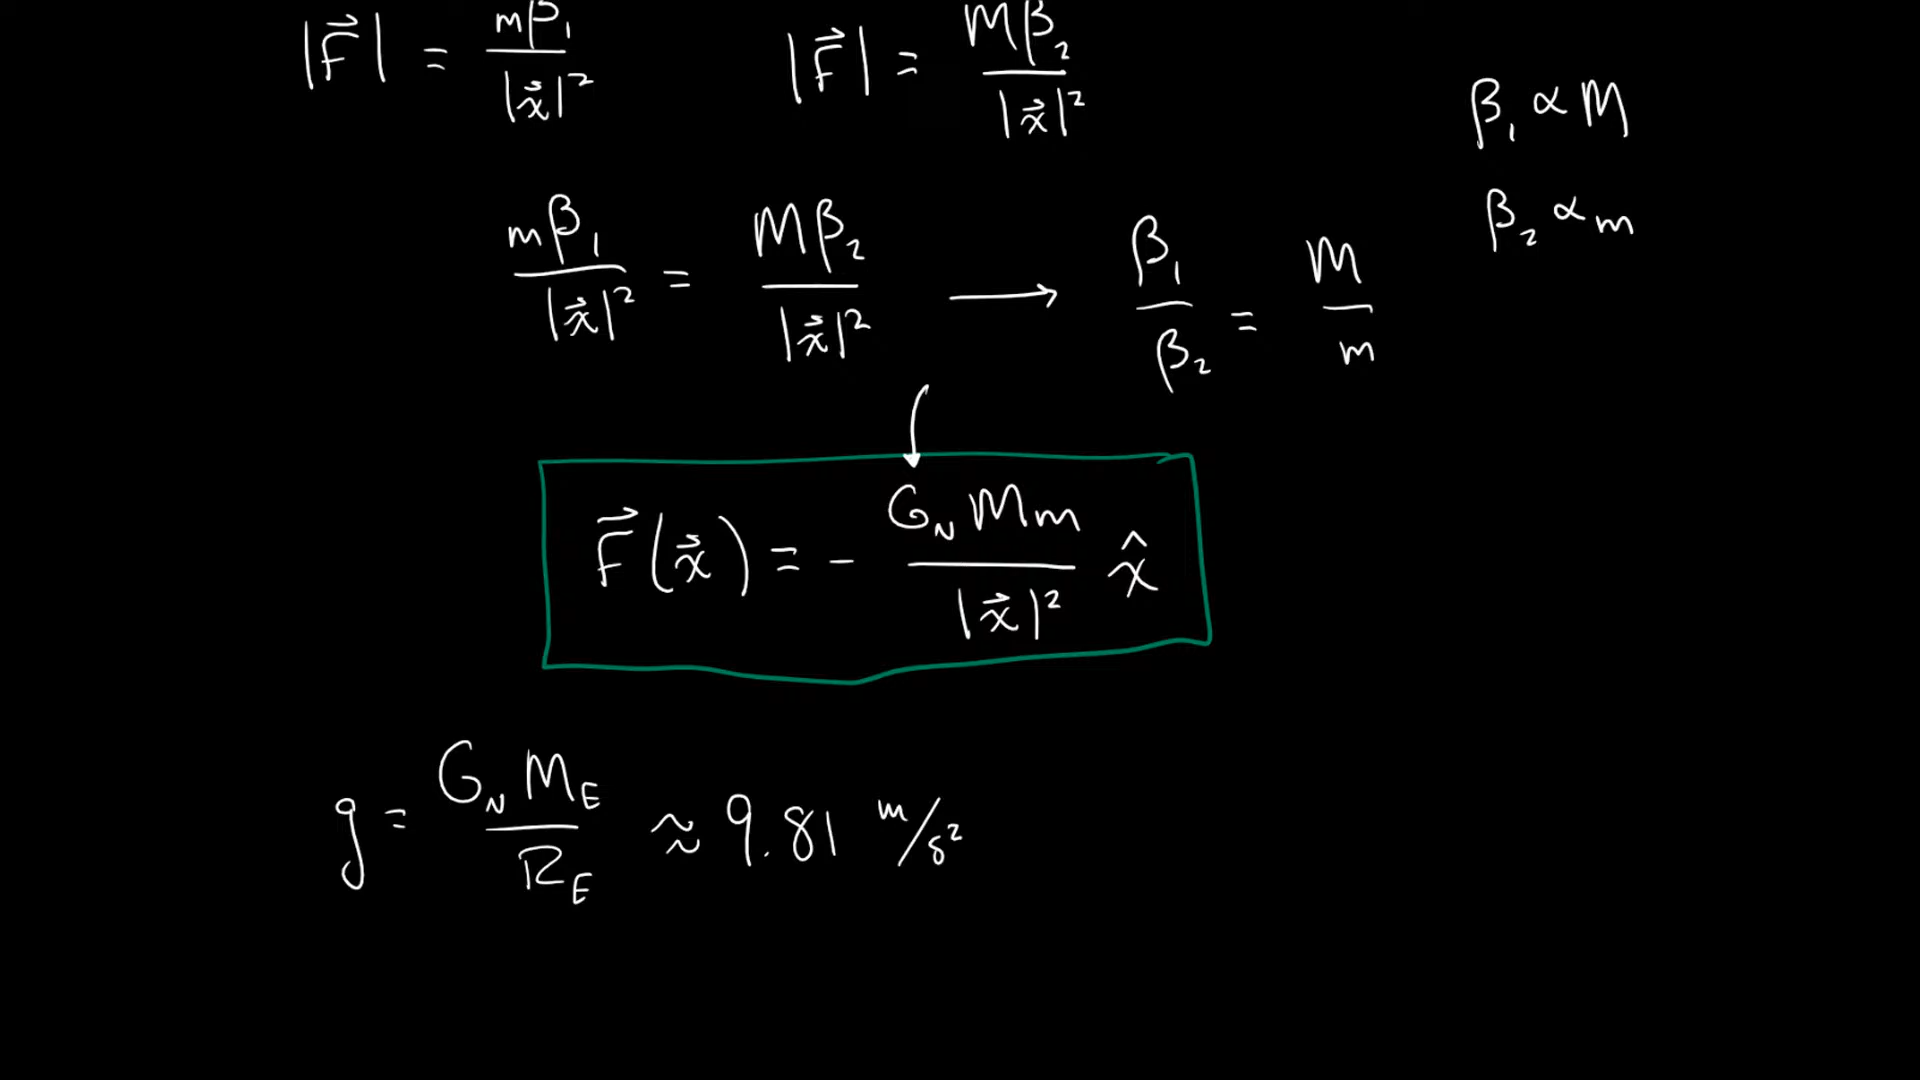 |F⃗| = mβ₁ / |x⃗|²    |F⃗| = Mβ₂ / |x⃗|²
β₁ ∝ M
β₂ ∝ m
mβ₁ / |x⃗|² = Mβ₂ / |x⃗|² ⟶ β₁ / β₂ = M / m
F⃗(x⃗) = - G_N Mm / |x⃗|² x̂
g = G_N M_E / R_E ≈ 9.81 m/s²